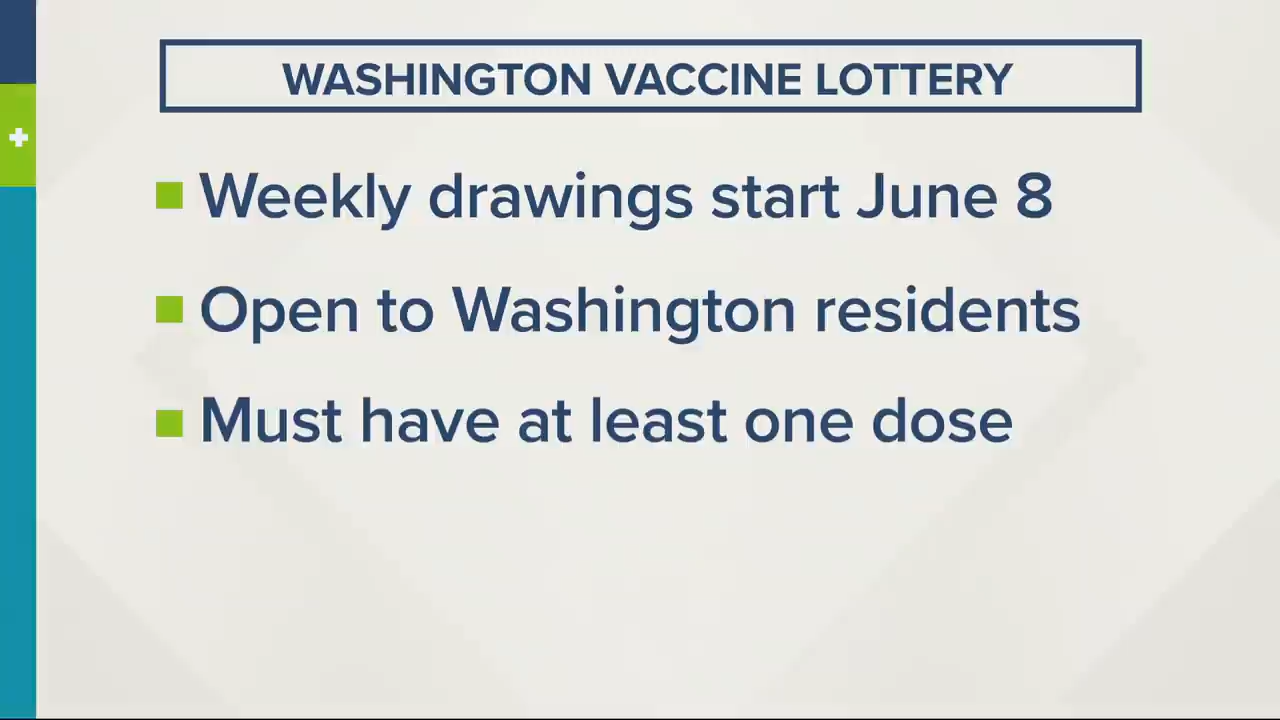 WASHINGTON VACCINE LOTTERY
Weekly drawings start June 8
Open to Washington residents
Must have at least one dose